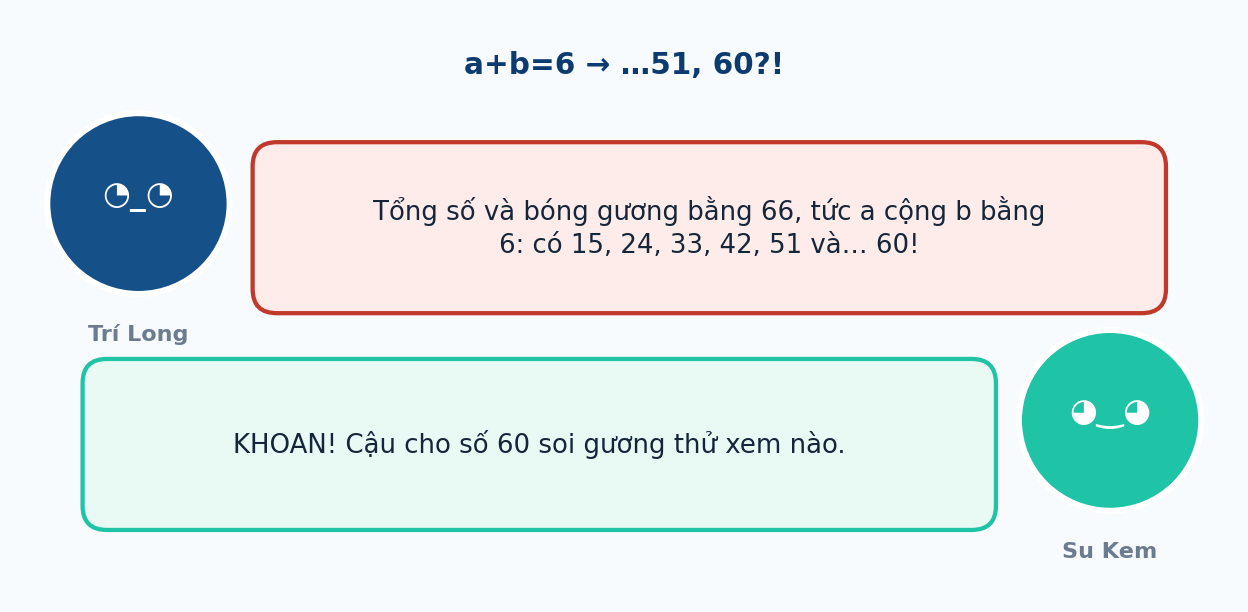 a+b=6 → …51, 60?!
Tổng số và bóng gương bằng 66, tức a cộng b bằng
6: có 15, 24, 33, 42, 51 và… 60!
Trí Long
KHOAN! Cậu cho số 60 soi gương thử xem nào.
Su Kem